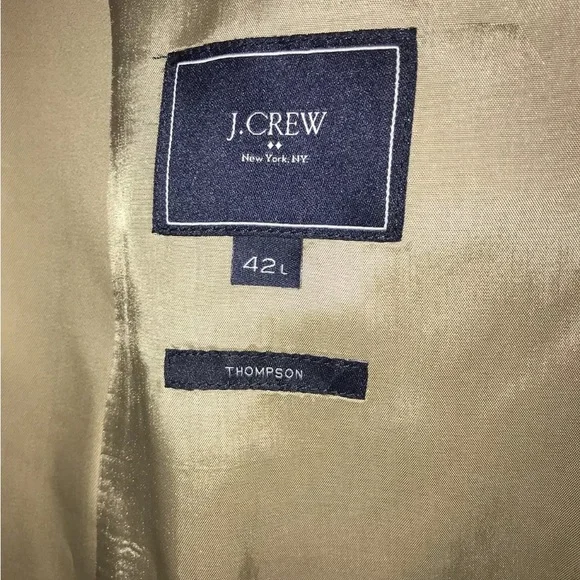 J.CREW
New York, NY.
42L
THOMPSON